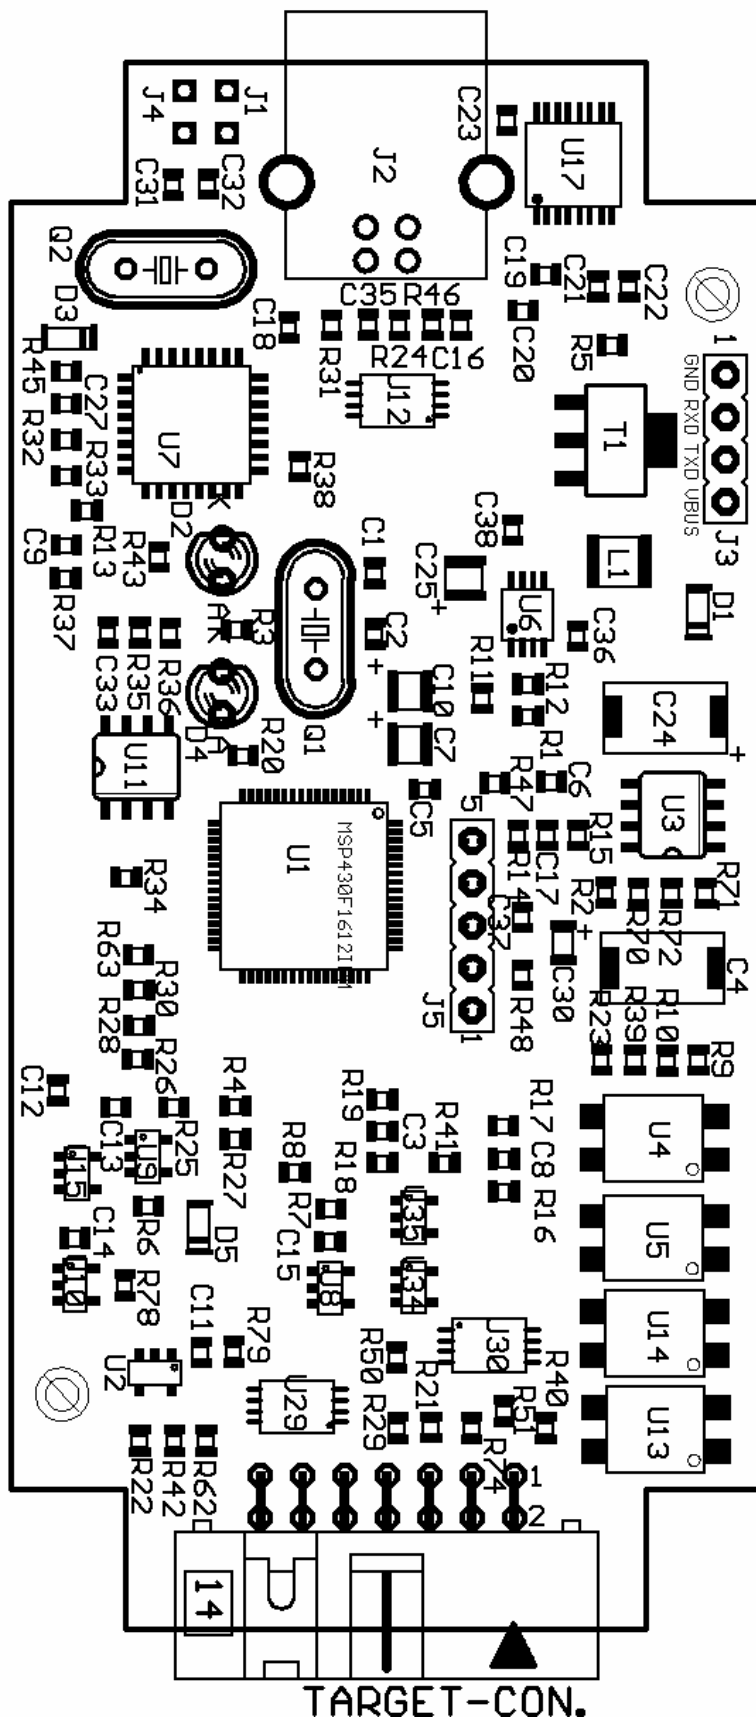 J4
J1
C23
U17
J2
C31
C32
Q2
C19
C21
C22
D3
C18
C35
R46
C20
R5
1
R45
R31
R24
C16
GND RXD TXD VBUS
C27
U12
R32
U7
T1
R33
R38
K
D2
C38
J3
C9
R13
R43
C1
C25
+
L1
U6
D1
R37
A
K
R3
C2
C36
C33
R35
R36
+
R11
R12
C10
C24
+
D4
A
R20
Q1
+
C7
R1
U11
C5
R47
C6
U3
5
U1
MSP430F1612I
R14
C17
R15
R34
R2
R71
C37
+
R70
R72
R63
C4
R30
J5
C30
R28
1
R48
R23
R39
R10
R9
R26
C12
R4
R19
C13
U9
R25
C3
R41
R17
U4
U15
R27
R8
R18
C8
R6
R7
U35
R16
C14
D5
C15
U5
U10
R78
U8
U34
C11
R79
U14
U2
R50
U30
R40
U29
R29
R21
R51
U13
R22
R42
R62
R74
1
2
14
TARGET-CON.